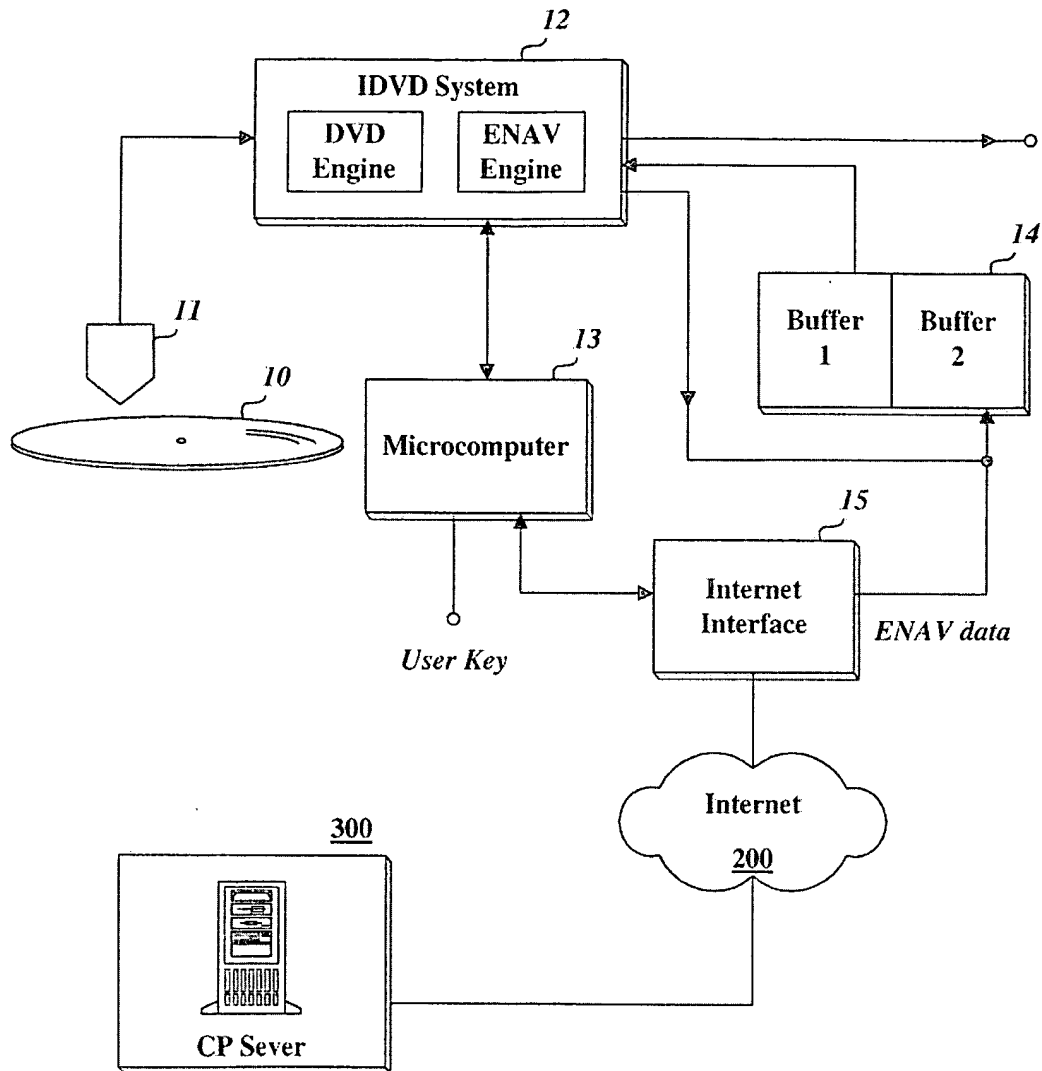 12
IDVD System
DVD
Engine
ENAV
Engine
14
Buffer
1
Buffer
2
11
13
10
Microcomputer
15
Internet
Interface
ENAV data
User Key
Internet
200
300
CP Sever